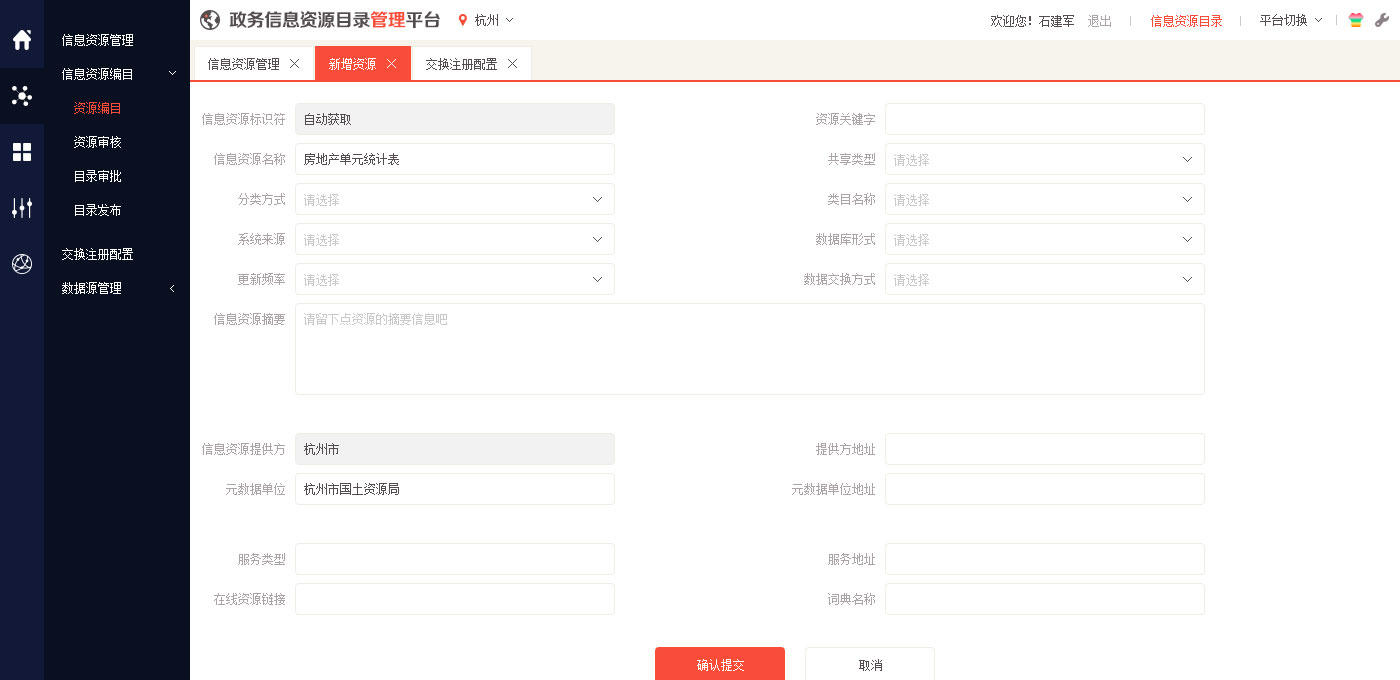 政务信息资源目录管理平台
杭州
欢迎您！石建军
退出
信息资源目录
平台切换
信息资源管理
信息资源编目
资源编目
资源审核
目录审批
目录发布
交换注册配置
数据源管理
信息资源管理
新增资源
交换注册配置
信息资源标识符 自动获取
资源关键字
信息资源名称 房地产单元统计表
共享类型 请选择
分类方式 请选择
类目名称 请选择
系统来源 请选择
数据库形式 请选择
更新频率 请选择
数据交换方式 请选择
信息资源摘要 请留下点资源的摘要信息吧
信息资源提供方 杭州市
提供方地址
元数据单位 杭州市国土资源局
元数据单位地址
服务类型
服务地址
在线资源链接
词典名称
确认提交
取消